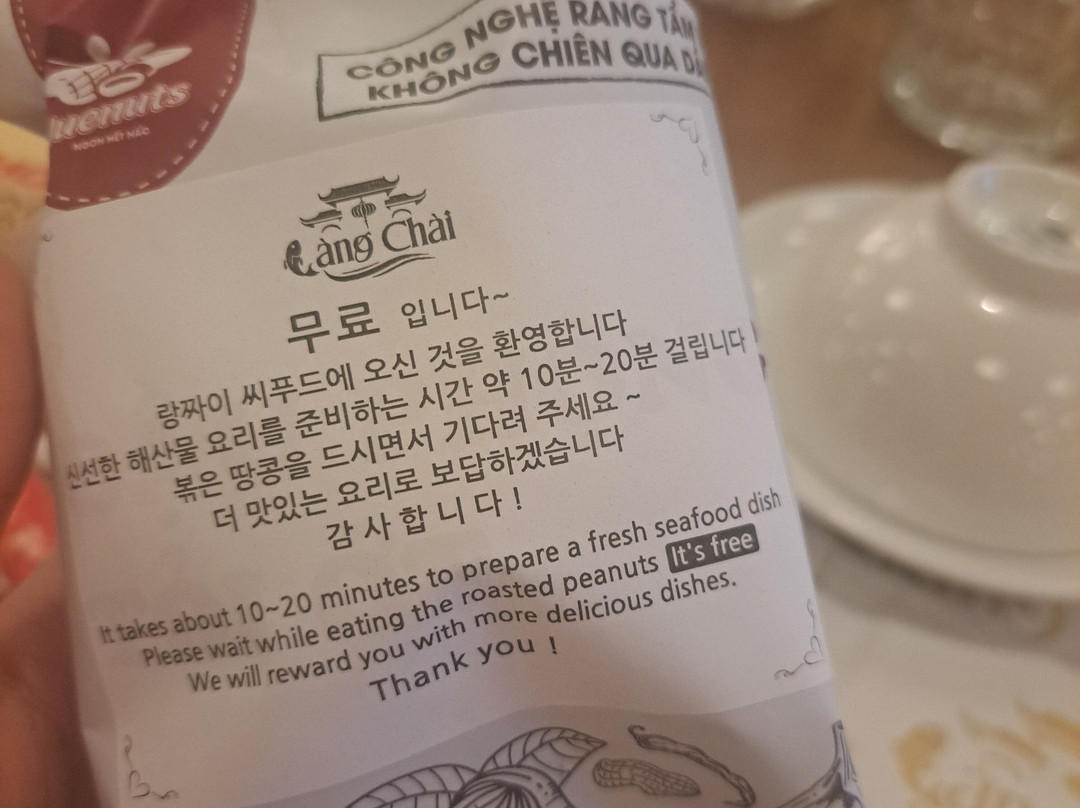 CÔNG NGHỆ RANG TẨM
KHÔNG CHIÊN QUA
uenuts
NGON HẾT NẤC
Làng Chài
무료 입니다~
랑짜이 씨푸드에 오신 것을 환영합니다
신선한 해산물 요리를 준비하는 시간 약 10분~20분 걸립니다
볶은 땅콩을 드시면서 기다려 주세요 ~
더 맛있는 요리로 보답하겠습니다
감 사 합 니 다 !
It takes about 10~20 minutes to prepare a fresh seafood dish
Please wait while eating the roasted peanuts It's free
We will reward you with more delicious dishes.
Thank you !